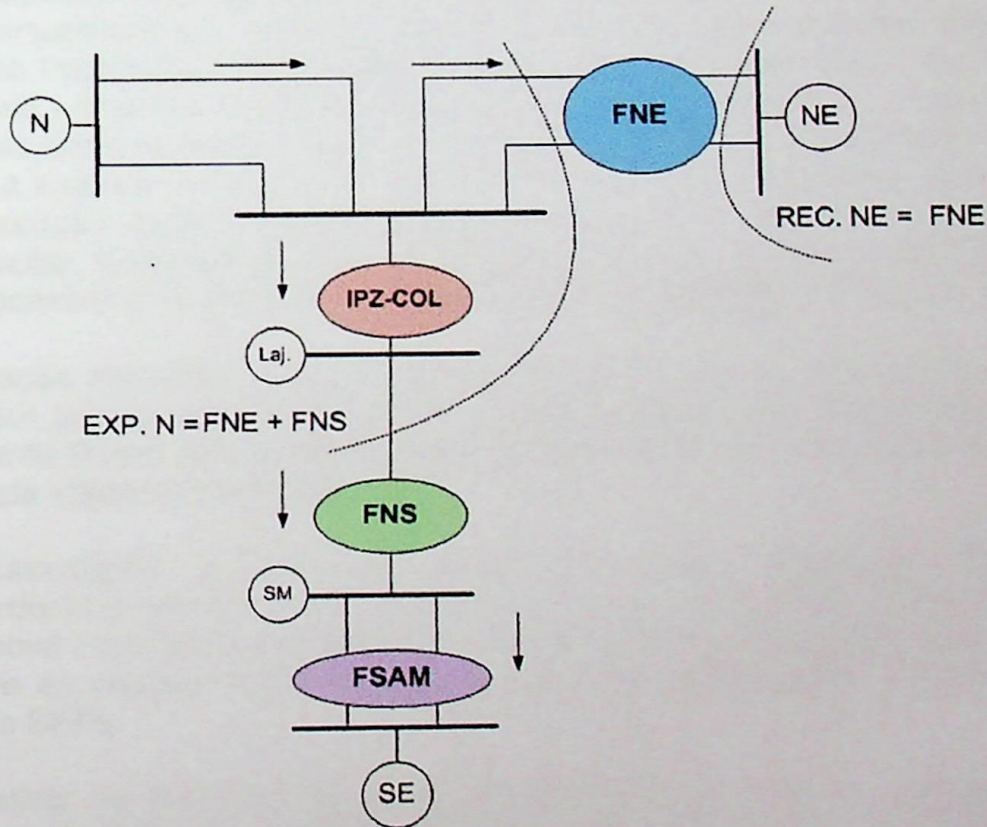 N
FNE
NE
REC. NE = FNE
IPZ-COL
Laj.
EXP. N = FNE + FNS
FNS
SM
FSAM
SE